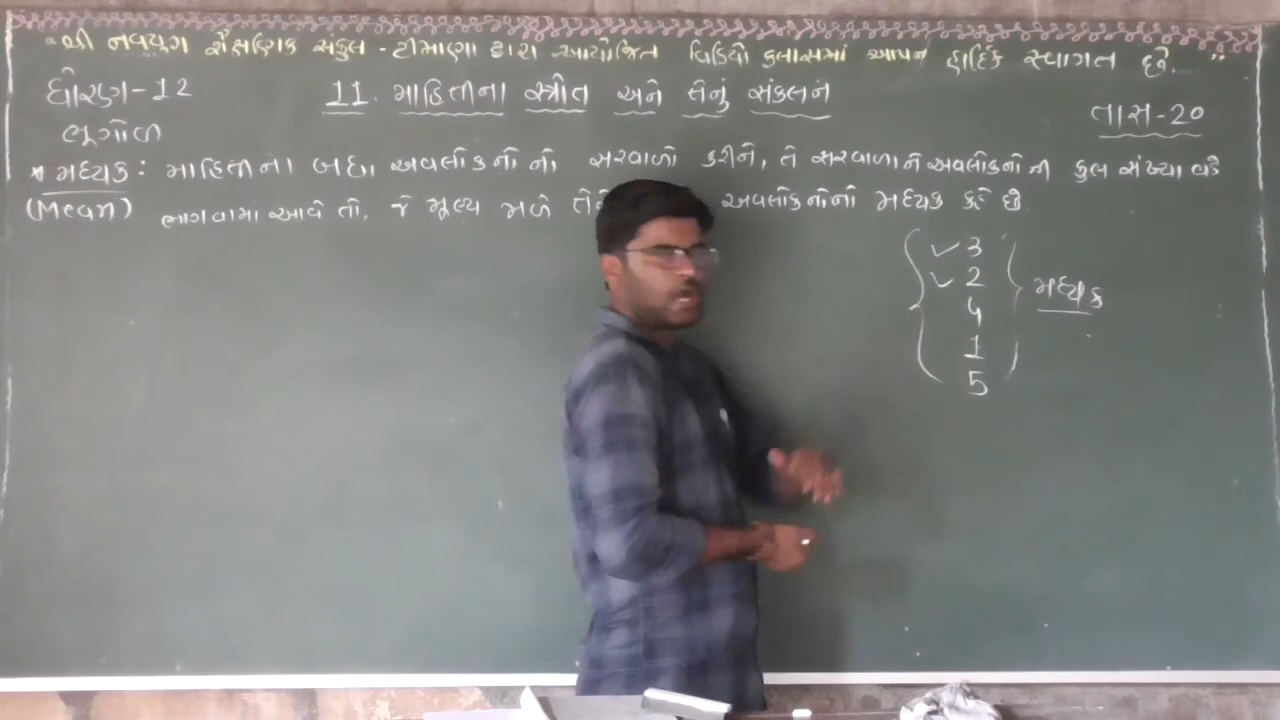 "શ્રી નવયુગ શૈક્ષણિક સંકુલ - ટીમાણા દ્વારા આયોજિત વિડિયો કલાસમાં આપનું હાર્દિક સ્વાગત છે.. "
ધોરણ-12
11. માહિતીના સ્ત્રોત અને તેનું સંકલન
તાસ-20
ભૂગોળ
* મધ્યક : માહિતીના બધા અવલોકનોનો સરવાળો કરીને, તે સરવાળાને અવલોકનોની કુલ સંખ્યા વડે
(Mean) ભાગવામાં આવે તો, જે મૂલ્ય મળે અવલોકનોનો મધ્યક કહે છે
✓ 3
✓ 2
મધ્યક
4
1
5